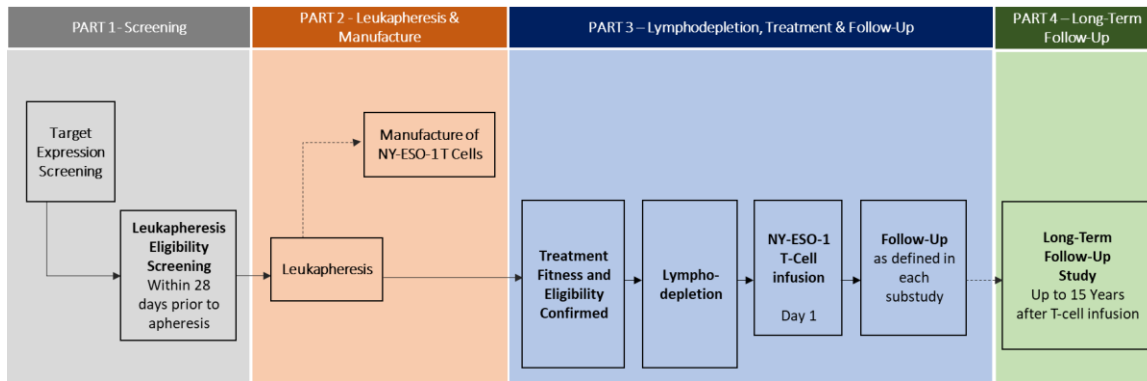 PART 1- Screening
PART 2 - Leukapheresis &
Manufacture
PART 3 – Lymphodepletion, Treatment & Follow-Up
PART 4 – Long-Term
Follow-Up
Target
Expression
Screening
Leukapheresis
Eligibility
Screening
Within 28
days prior to
apheresis
Manufacture of
NY-ESO-1 T Cells
Leukapheresis
Treatment
Fitness and
Eligibility
Confirmed
Lympho-
depletion
NY-ESO-1
T-Cell
infusion
Day 1
Follow-Up
as defined in
each
substudy
Long-Term
Follow-Up
Study
Up to 15 Years
after T-cell infusion